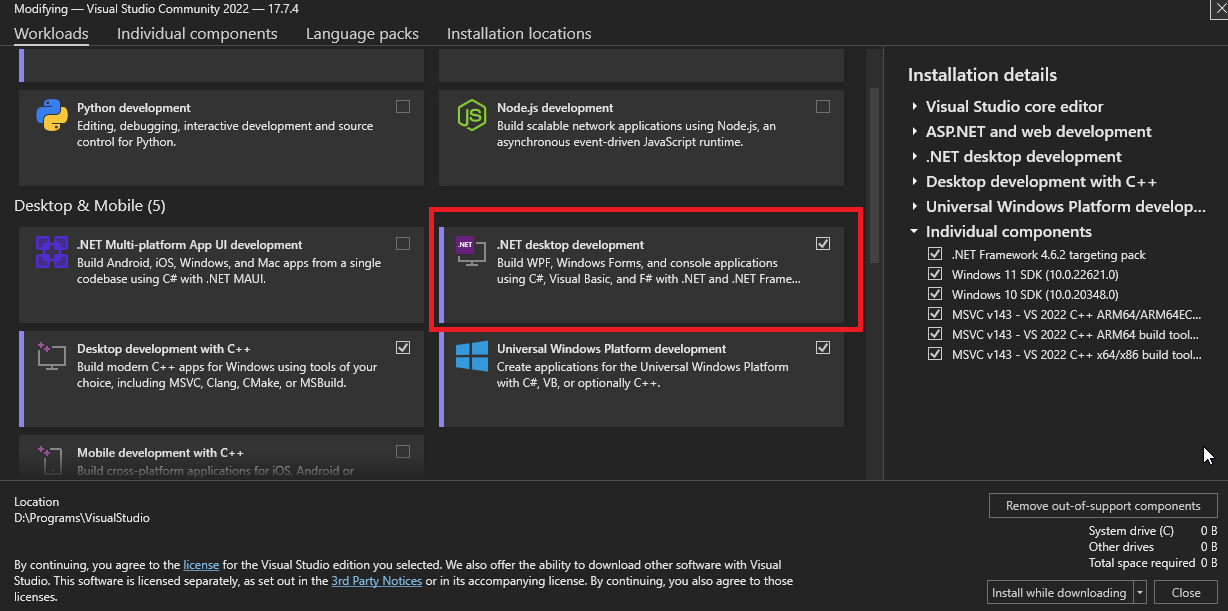 Modifying — Visual Studio Community 2022 — 17.7.4
Workloads
Individual components
Language packs
Installation locations
Python development
Editing, debugging, interactive development and source
control for Python.
Node.js development
Build scalable network applications using Node.js, an
asynchronous event-driven JavaScript runtime.
Desktop & Mobile (5)
.NET Multi-platform App UI development
Build Android, iOS, Windows, and Mac apps from a single
codebase using C# with .NET MAUI.
.NET
.NET desktop development
Build WPF, Windows Forms, and console applications
using C#, Visual Basic, and F# with .NET and .NET Frame...
Desktop development with C++
Build modern C++ apps for Windows using tools of your
choice, including MSVC, Clang, CMake, or MSBuild.
Universal Windows Platform development
Create applications for the Universal Windows Platform
with C#, VB, or optionally C++.
Mobile development with C++
Build cross-platform applications for iOS, Android or
Installation details
Visual Studio core editor
ASP.NET and web development
.NET desktop development
Desktop development with C++
Universal Windows Platform develop...
Individual components
.NET Framework 4.6.2 targeting pack
Windows 11 SDK (10.0.22621.0)
Windows 10 SDK (10.0.20348.0)
MSVC v143 - VS 2022 C++ ARM64/ARM64EC...
MSVC v143 - VS 2022 C++ ARM64 build tool...
MSVC v143 - VS 2022 C++ x64/x86 build tool...
Location
D:\Programs\VisualStudio
By continuing, you agree to the license for the Visual Studio edition you selected. We also offer the ability to download other software with Visual
Studio. This software is licensed separately, as set out in the 3rd Party Notices or in its accompanying license. By continuing, you also agree to those
licenses.
Remove out-of-support components
System drive (C) 0 B
Other drives 0 B
Total space required 0 B
Install while downloading
Close